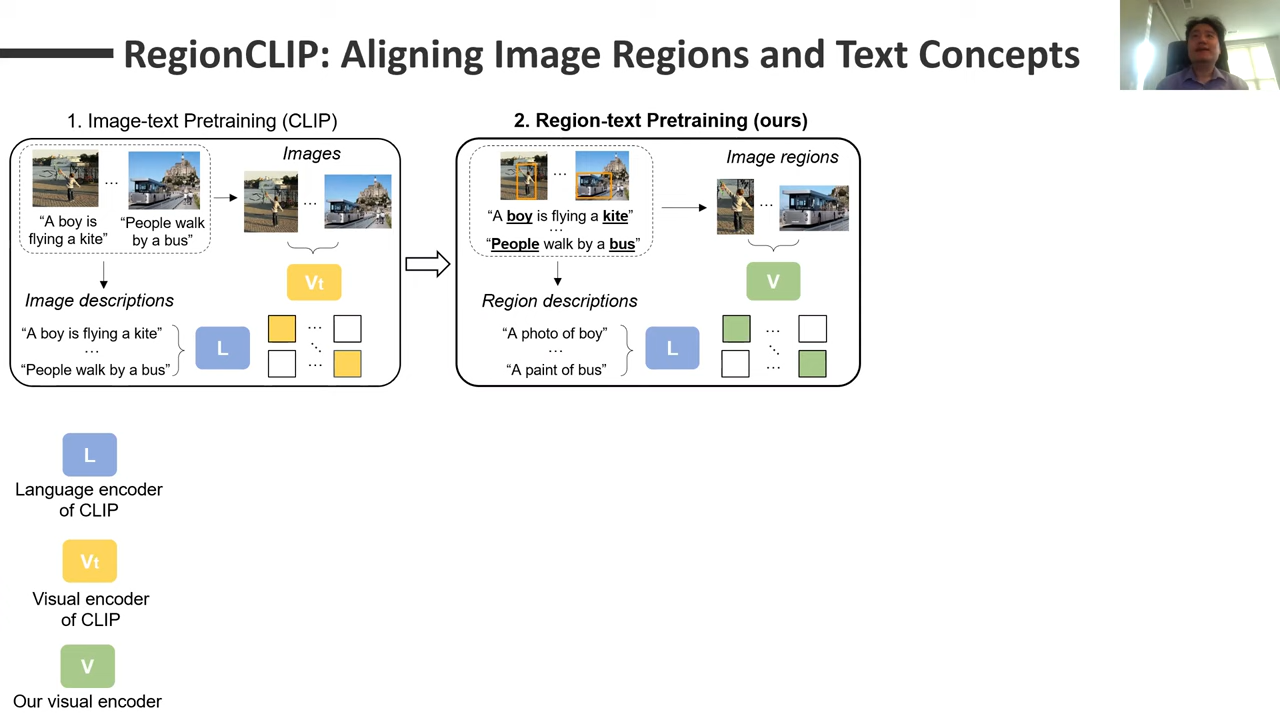 RegionCLIP: Aligning Image Regions and Text Concepts
1. Image-text Pretraining (CLIP)
Images
...
“A boy is
flying a kite”
“People walk
by a bus”
...
Vt
Image descriptions
“A boy is flying a kite”
...
“People walk by a bus”
L
...
...
...
2. Region-text Pretraining (ours)
Image regions
...
“A boy is flying a kite”
...
“People walk by a bus”
...
V
Region descriptions
“A photo of boy”
...
“A paint of bus”
L
...
...
...
L
Language encoder
of CLIP
Vt
Visual encoder
of CLIP
V
Our visual encoder